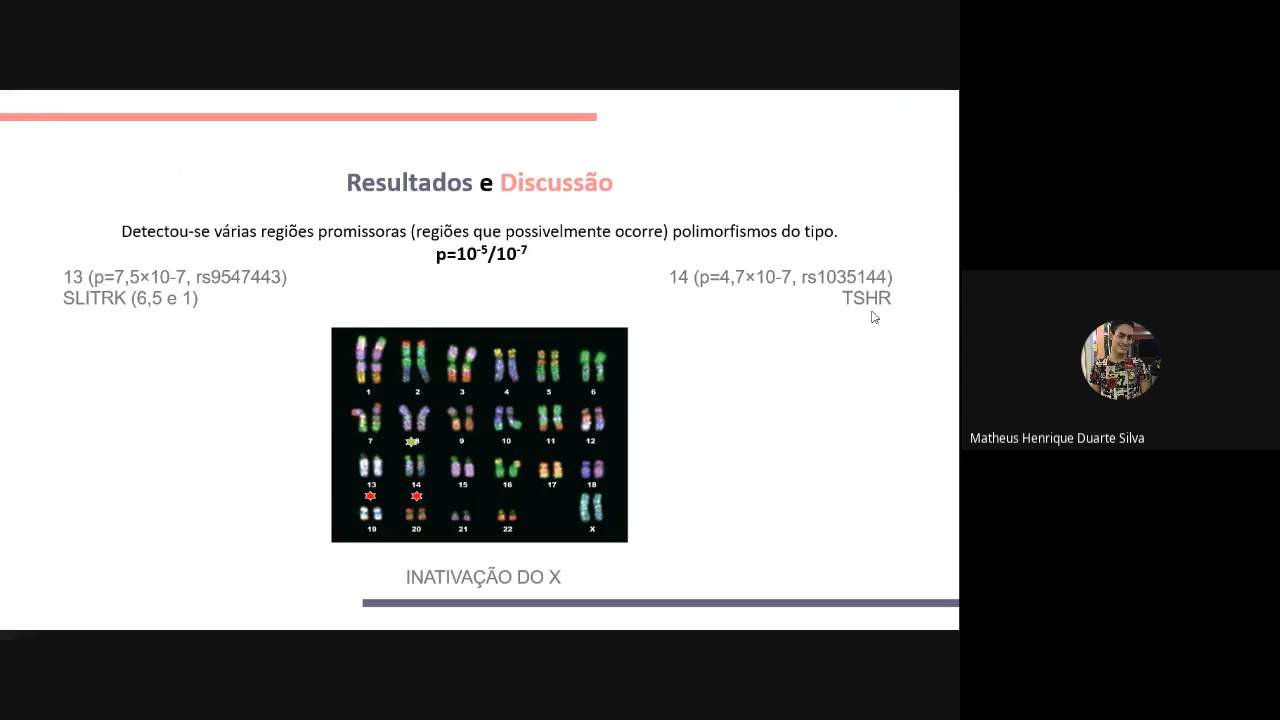 Resultados e Discussão
Detectou-se várias regiões promissoras (regiões que possivelmente ocorre) polimorfismos do tipo.
p=10-5/10-7
13 (p=7,5×10-7, rs9547443)
SLITRK (6,5 e 1)
14 (p=4,7×10-7, rs1035144)
TSHR
1 2 3 4 5 6
7 8 9 10 11 12
13 14 15 16 17 18
19 20 21 22 X
INATIVAÇÃO DO X
Matheus Henrique Duarte Silva